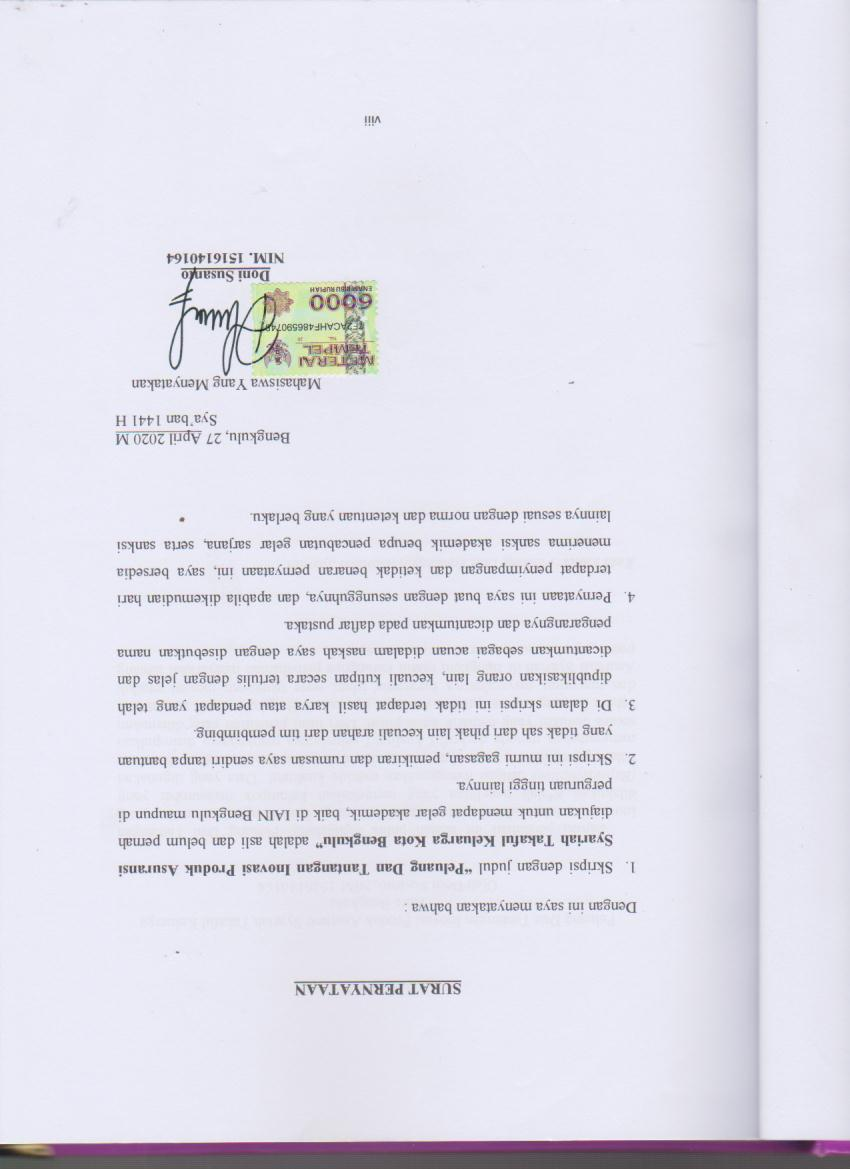 SURAT PERNYATAAN
Dengan ini saya menyatakan bahwa :
1. Skripsi dengan judul “Peluang Dan Tantangan Inovasi Produk Asuransi
Syariah Takaful Keluarga Kota Bengkulu” adalah asli dan belum pernah
diajukan untuk mendapat gelar akademik, baik di IAIN Bengkulu maupun di
perguruan tinggi lainnya.
2. Skripsi ini murni gagasan, pemikiran dan rumusan saya sendiri tanpa bantuan
yang tidak sah dari pihak lain kecuali arahan dari tim pembimbing.
3. Di dalam skripsi ini tidak terdapat hasil karya atau pendapat yang telah
dipublikasikan orang lain, kecuali kutipan secara tertulis dengan jelas dan
dicantumkan sebagai acuan didalam naskah saya dengan disebutkan nama
pengarangnya dan dicantumkan pada daftar pustaka.
4. Pernyataan ini saya buat dengan sesungguhnya, dan apabila dikemudian hari
terdapat penyimpangan dan ketidak benaran pernyataan ini, saya bersedia
menerima sanksi akademik berupa pencabutan gelar sarjana, serta sanksi
lainnya sesuai dengan norma dan ketentuan yang berlaku.
Bengkulu, 27 April 2020 M
Sya’ban 1441 H
Mahasiswa Yang Menyatakan
METERAI
TEMPEL
6000
ENAM RIBU RUPIAH
Doni Susanto
NIM. 1516140164
viii